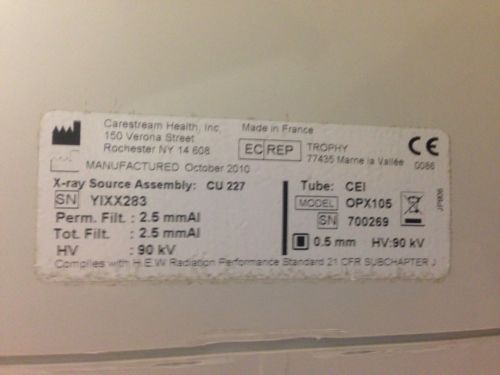 Carestream Health, Inc.
150 Verona Street
Rochester NY 14 608
Made in France
EC REP
TROPHY
77435 Marne la Vallée
CE
0086
MANUFACTURED October 2010
X-ray Source Assembly: CU 227
SN YIXX283
Perm. Filt. : 2.5 mmAl
Tot. Filt. : 2.5 mmAl
HV : 90 kV
Tube: CEI
MODEL OPX105
SN 700269
0.5 mm HV:90 kV
Complies with H.E.W Radiation Performance Standard 21 CFR SUBCHAPTER J